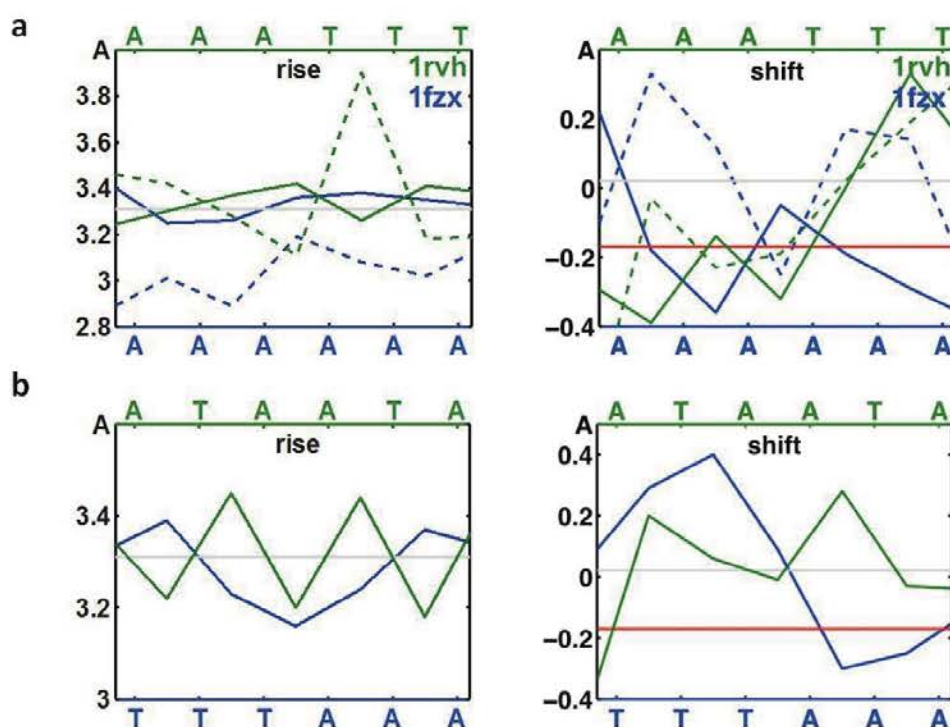 a
A A A T T T
A
rise
1rvh
1fzx
3.8
3.6
3.4
3.2
3
2.8
A A A A A A
A A A T T T
A
shift
1rvh
1fzx
0.2
0
−0.2
−0.4
A A A A A A
b
A T A A T A
A
rise
3.4
3.2
3
T T T A A A
A T A A T A
A
shift
0.4
0.2
0
−0.2
−0.4
T T T A A A